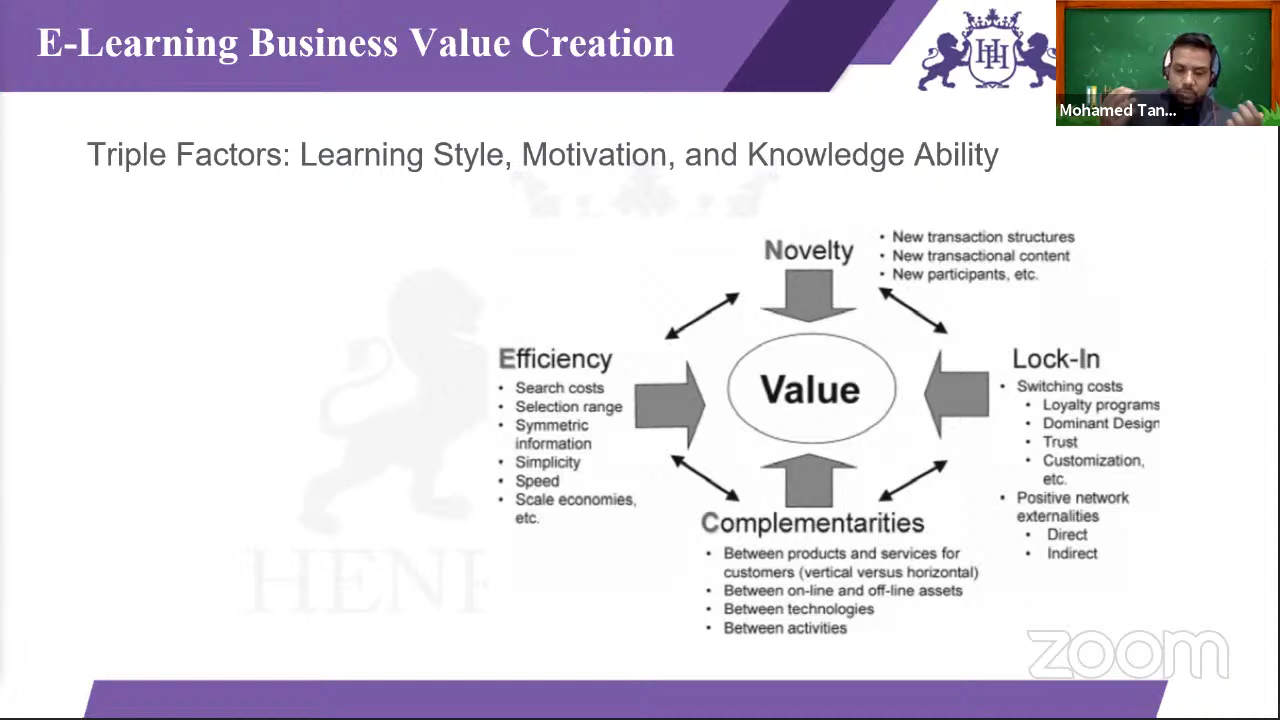 E-Learning Business Value Creation
HH
Mohamed Tan...
Triple Factors: Learning Style, Motivation, and Knowledge Ability
Novelty
• New transaction structures
• New transactional content
• New participants, etc.
Efficiency
• Search costs
• Selection range
• Symmetric
information
• Simplicity
• Speed
• Scale economies,
etc.
Value
Lock-In
• Switching costs
• Loyalty programs
• Dominant Design
• Trust
• Customization,
etc.
• Positive network
externalities
• Direct
• Indirect
Complementarities
• Between products and services for
customers (vertical versus horizontal)
• Between on-line and off-line assets
• Between technologies
• Between activities
zoom